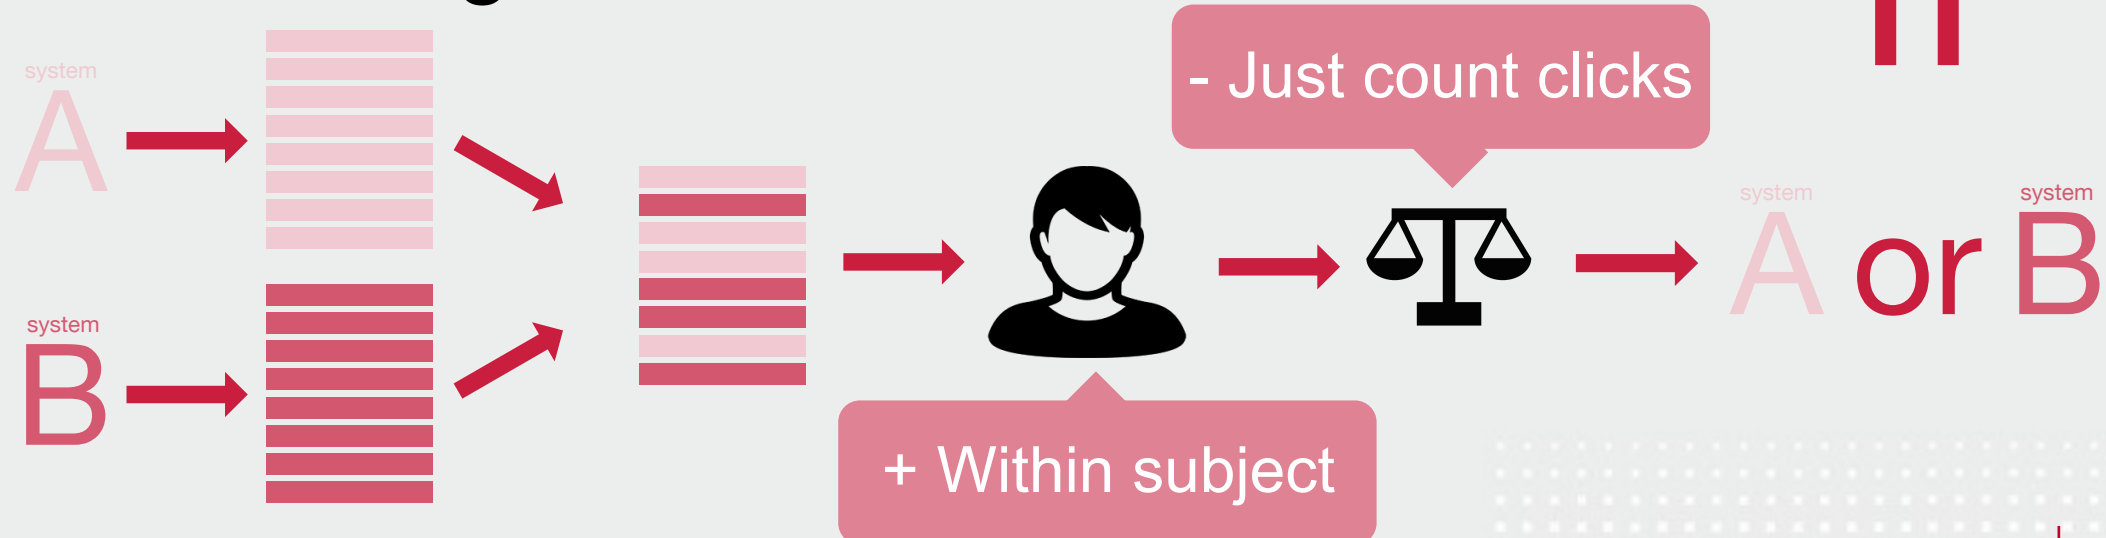 - Just count clicks
system
A
system
A or B
system
system
B
+ Within subject